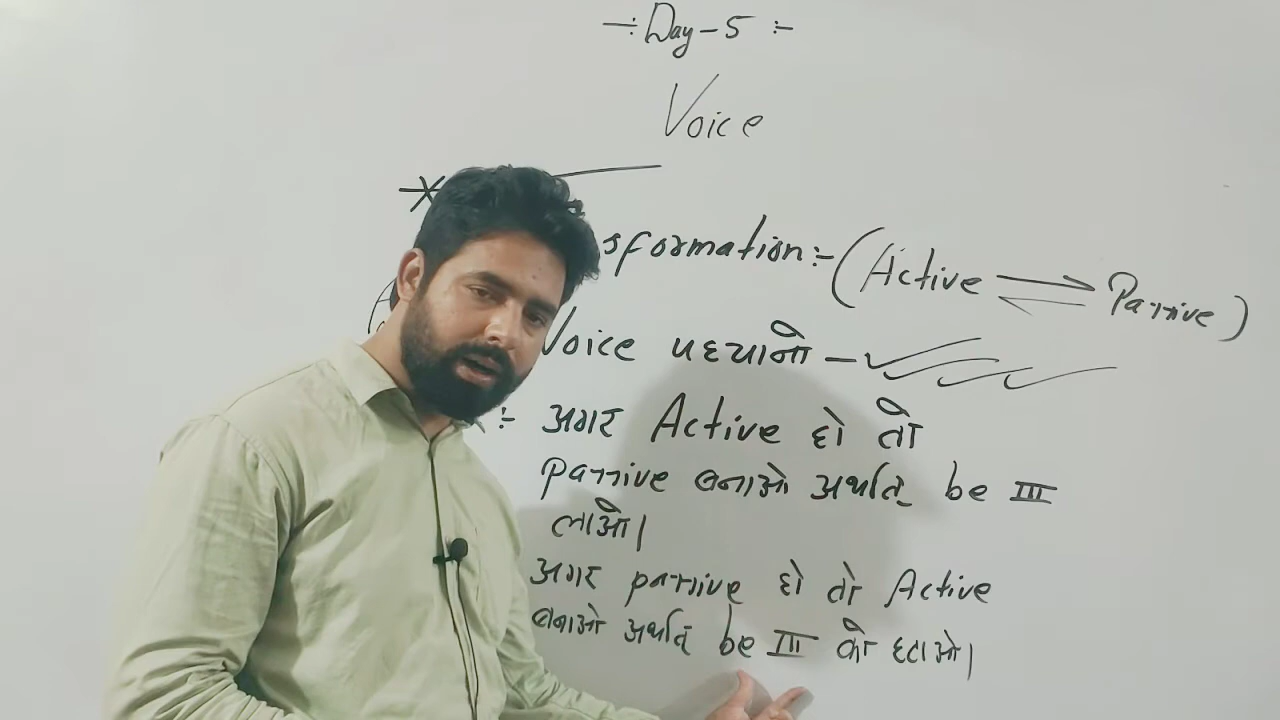 -: Day-5 :-
Voice
sformation:- (Active ⇌ Passive)
Voice पहचानो -
:- अगर Active हो तो
Passive बनाओ अर्थात् be III
लाओ।
अगर passive हो तो Active
बनाओ अर्थात् be III को हटाओ।